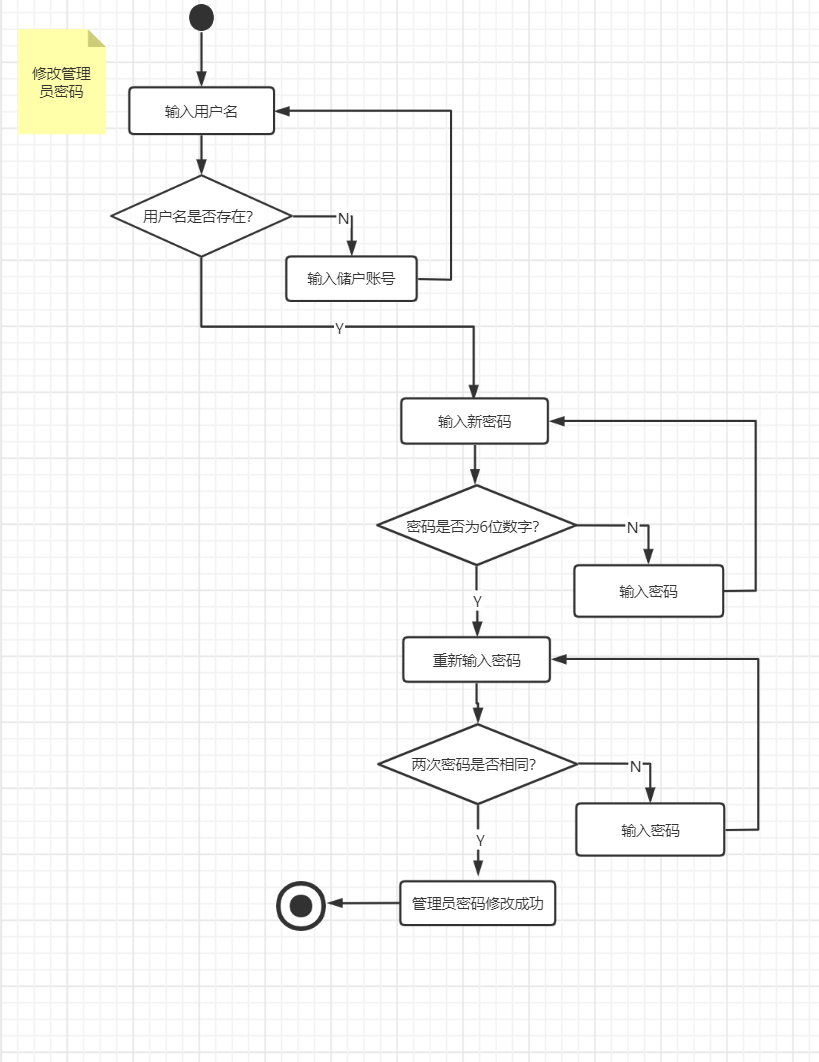 修改管理
员密码
输入用户名
用户名是否存在?
N
输入储户账号
Y
输入新密码
密码是否为6位数字?
N
输入密码
Y
重新输入密码
两次密码是否相同?
N
输入密码
Y
管理员密码修改成功